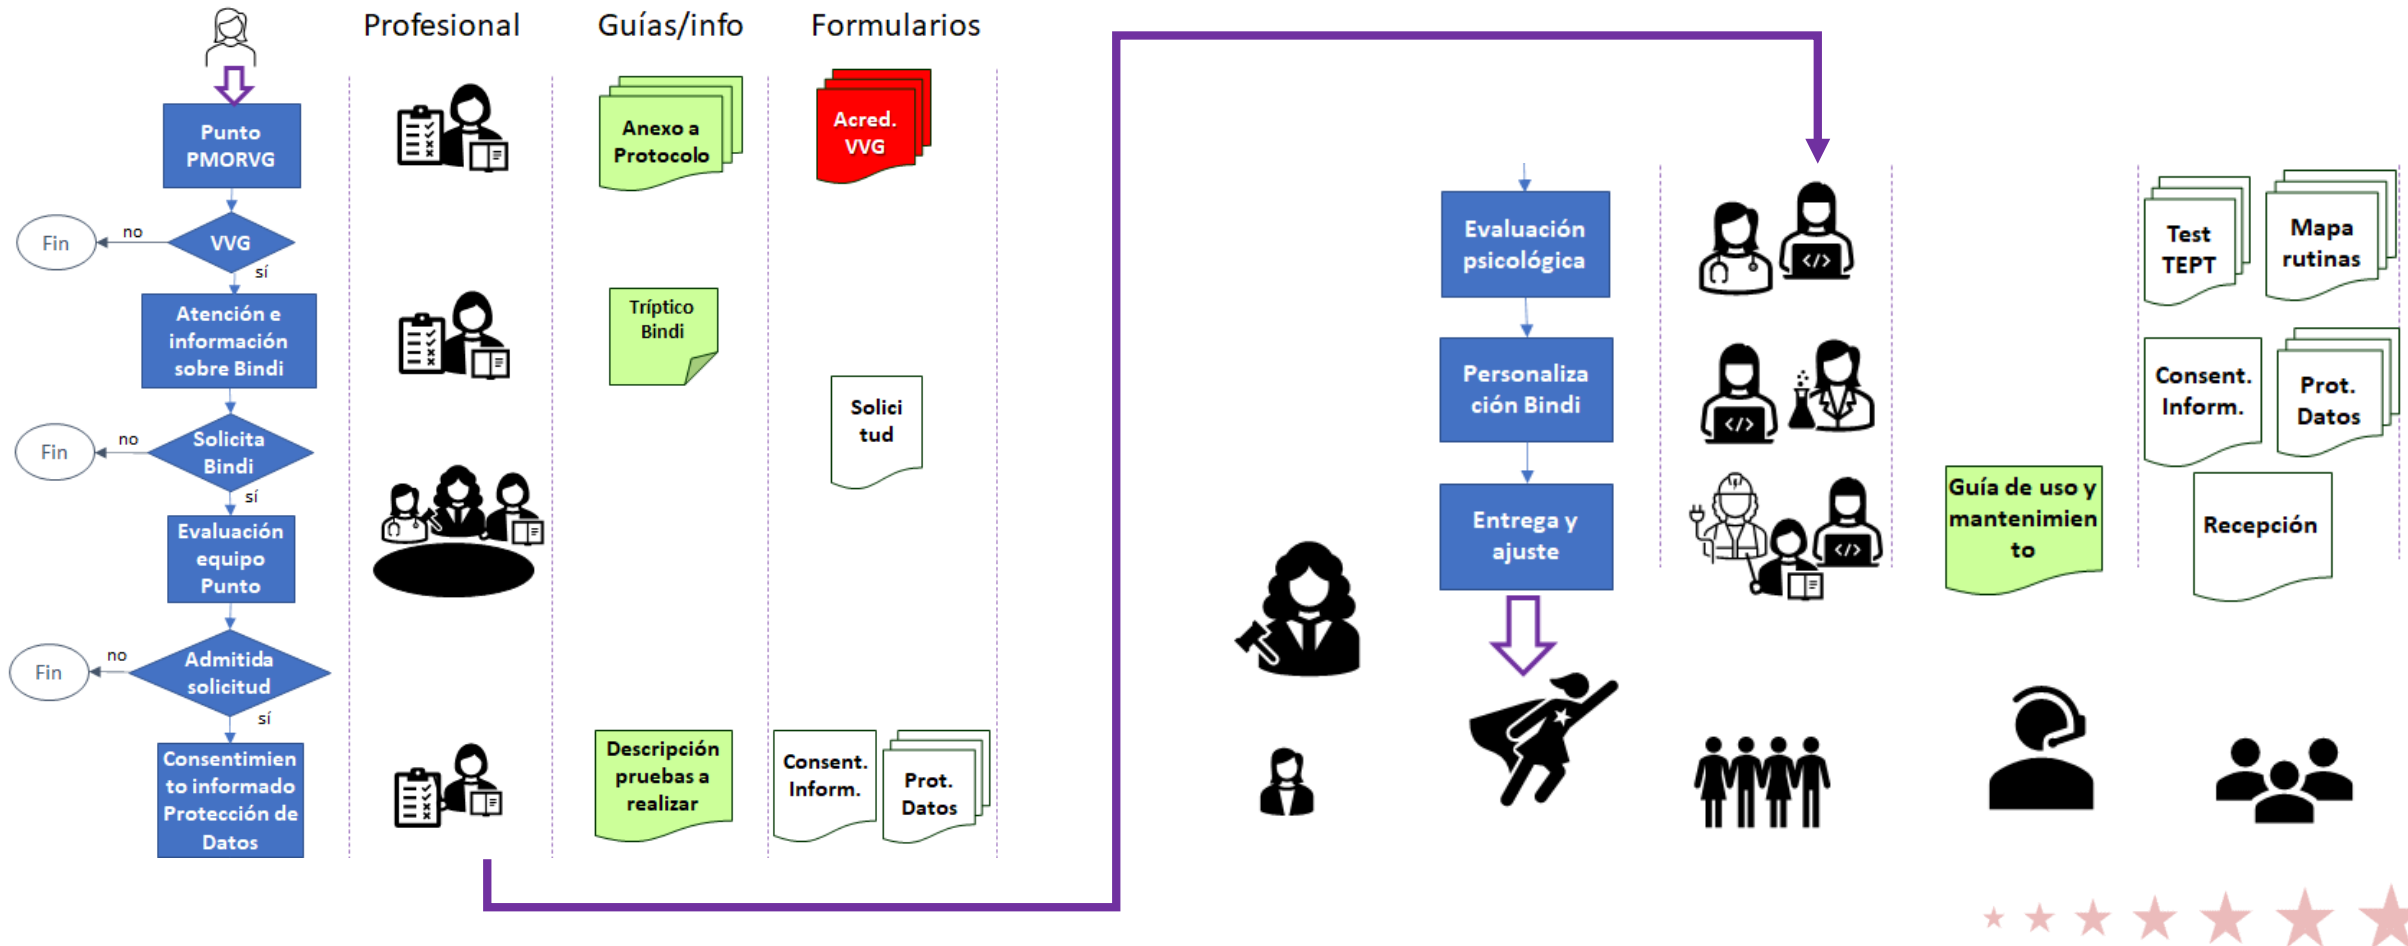 Profesional
Guías/info
Formularios
Punto
PMORVG
Anexo a
Protocolo
Acred.
VVG
VVG
no
Fin
sí
Atención e
información
sobre Bindi
Tríptico
Bindi
Solici
tud
Solicita
Bindi
no
Fin
sí
Evaluación
equipo
Punto
Admitida
solicitud
no
Fin
sí
Consentimien
to informado
Protección de
Datos
Descripción
pruebas a
realizar
Consent.
Inform.
Prot.
Datos
Evaluación
psicológica
Test
TEPT
Mapa
rutinas
Personaliza
ción Bindi
Consent.
Inform.
Prot.
Datos
Entrega y
ajuste
</>
</>
</>
Guía de uso y
mantenimien
to
Recepción